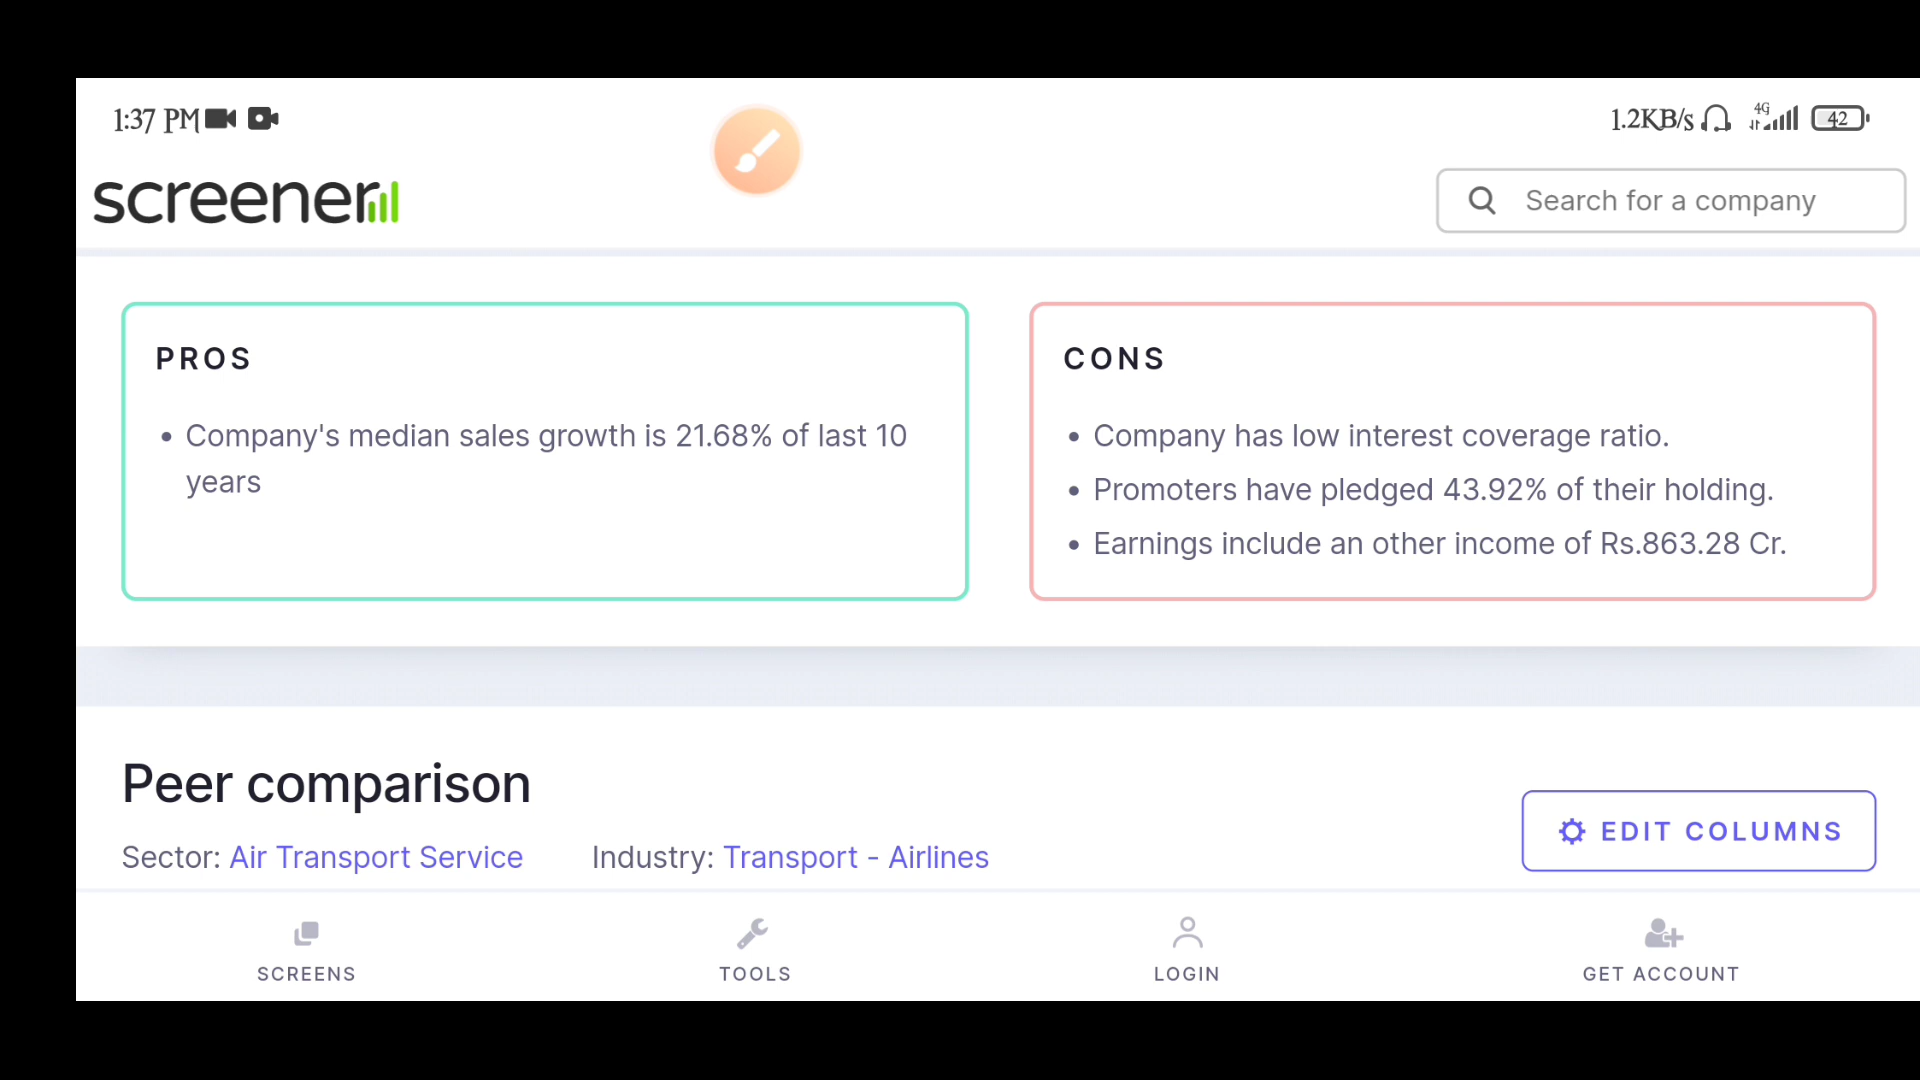 1:37 PM
1.2KB/s 4G 42
screener
Search for a company
PROS
• Company's median sales growth is 21.68% of last 10
years
CONS
• Company has low interest coverage ratio.
• Promoters have pledged 43.92% of their holding.
• Earnings include an other income of Rs.863.28 Cr.
Peer comparison
Sector: Air Transport Service Industry: Transport - Airlines
EDIT COLUMNS
SCREENS TOOLS LOGIN GET ACCOUNT